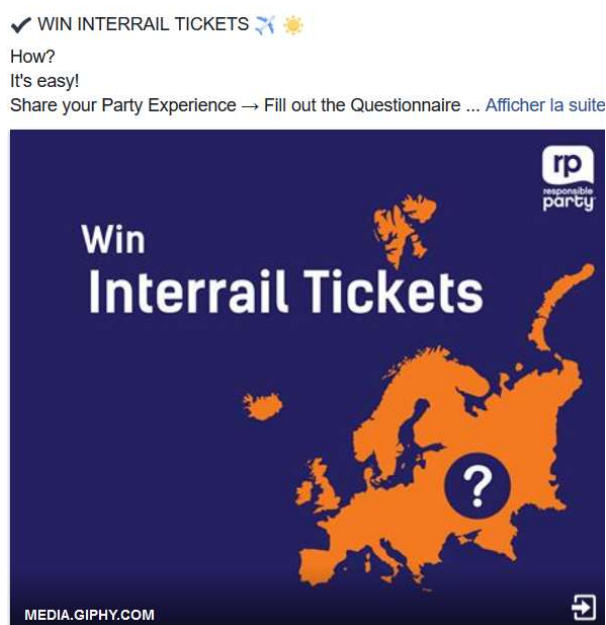 ✔ WIN INTERRAIL TICKETS ✈️ ☀️
How?
It's easy!
Share your Party Experience → Fill out the Questionnaire ... Afficher la suite
rp
responsible
party
Win
Interrail Tickets
?
MEDIA.GIPHY.COM